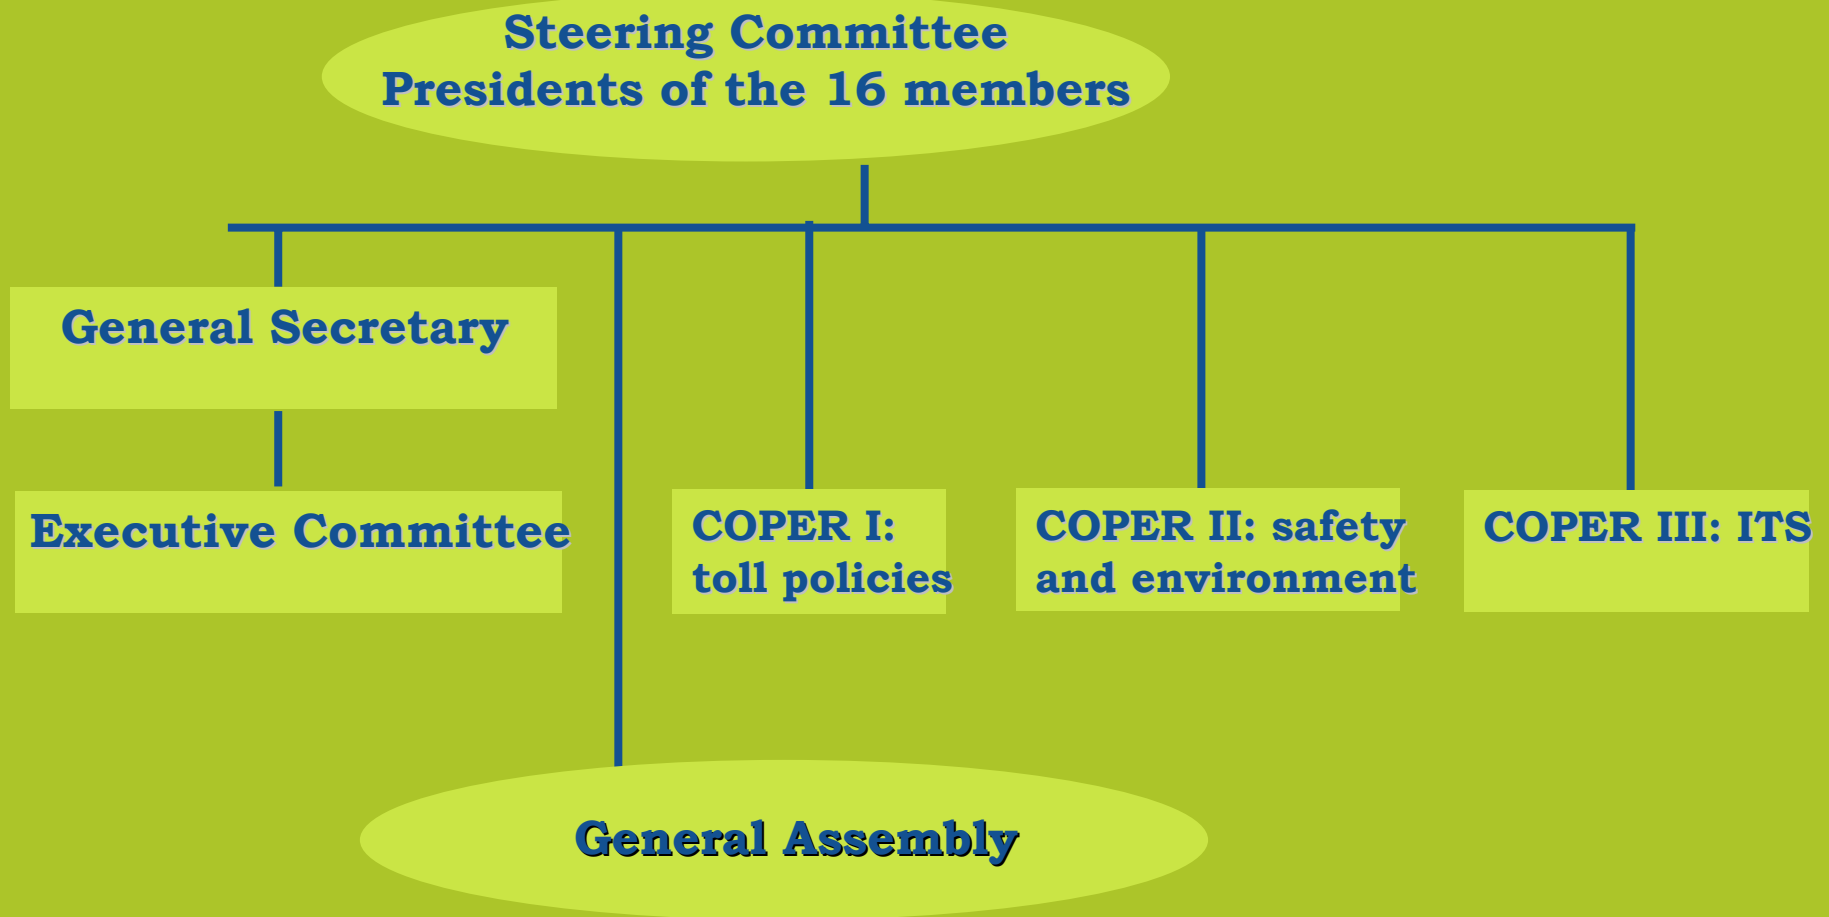 Steering Committee
Presidents of the 16 members
General Secretary
Executive Committee
COPER I:
toll policies
COPER II: safety
and environment
COPER III: ITS
General Assembly